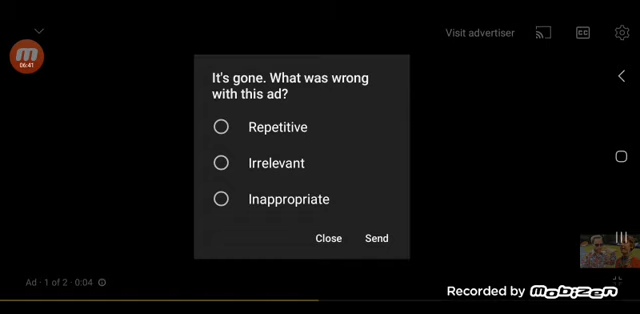 Visit advertiser
CC
06:41
It's gone. What was wrong
with this ad?
Repetitive
Irrelevant
Inappropriate
Close
Send
Ad · 1 of 2 · 0:04
Recorded by Mobizen